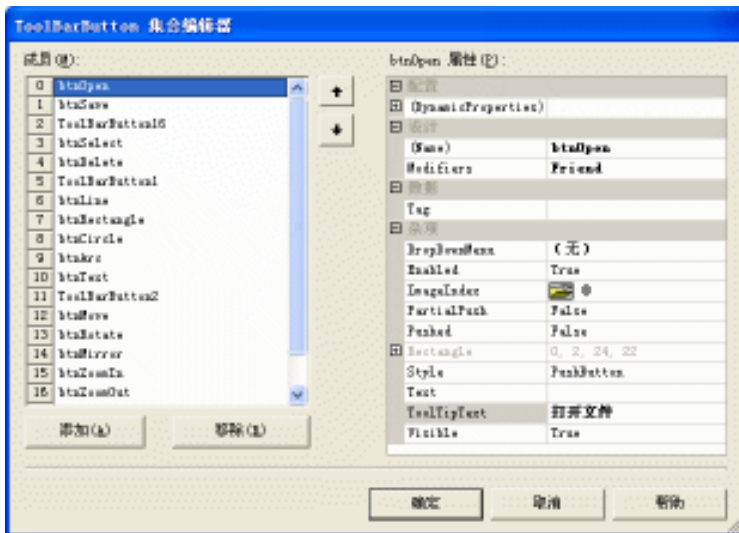 ToolBarButton 集合编辑器
成员(M):
0 btnOpen
1 btnSave
2 ToolBarButton16
3 btnSelect
4 btnDelete
5 ToolBarButton1
6 btnLine
7 btnRectangle
8 btnCircle
9 btnArc
10 btnText
11 ToolBarButton2
12 btnMove
13 btnRotate
14 btnMirror
15 btnZoomIn
16 btnZoomOut
添加(A)
移除(R)
btnOpen 属性(P):
配置
(DynamicProperties)
设计
(Name) btnOpen
Modifiers Friend
数据
Tag
杂项
DropDownMenu (无)
Enabled True
ImageIndex 0
PartialPush False
Pushed False
Rectangle 0, 2, 24, 22
Style PushButton
Text
ToolTipText 打开文件
Visible True
确定
取消
帮助